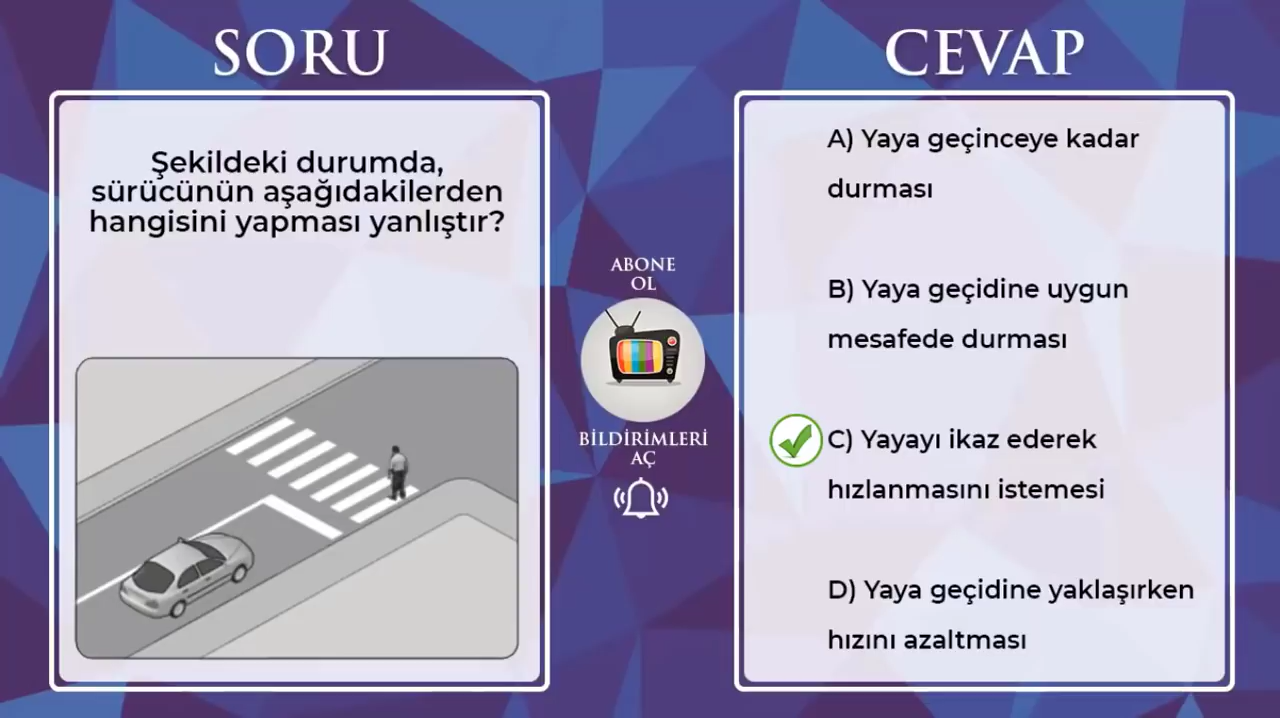 SORU
Şekildeki durumda,
sürücünün aşağıdakilerden
hangisini yapması yanlıştır?
ABONE
OL
BİLDİRİMLERİ
AÇ
CEVAP
A) Yaya geçinceye kadar
durması
B) Yaya geçidine uygun
mesafede durması
C) Yayayı ikaz ederek
hızlanmasını istemesi
D) Yaya geçidine yaklaşırken
hızını azaltması